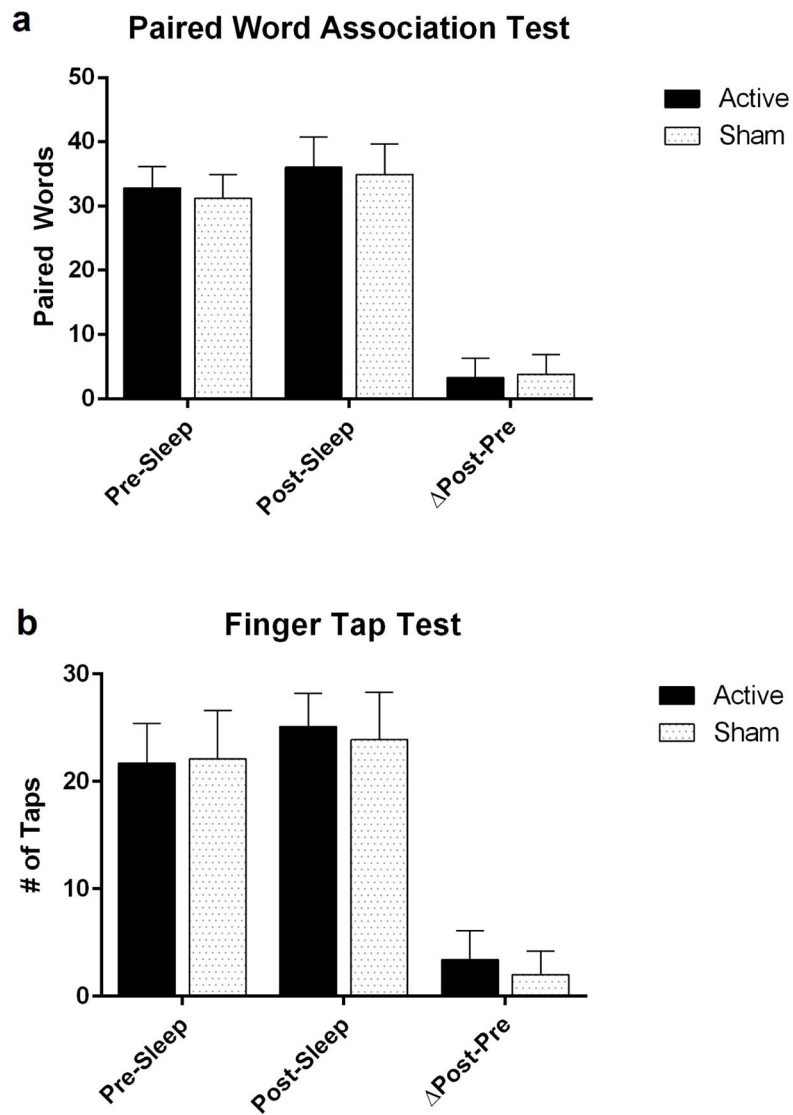 a
Paired Word Association Test
Paired Words
50
40
30
20
10
0
Active
Sham
Pre-Sleep
Post-Sleep
ΔPost-Pre
b
Finger Tap Test
# of Taps
30
20
10
0
Active
Sham
Pre-Sleep
Post-Sleep
ΔPost-Pre